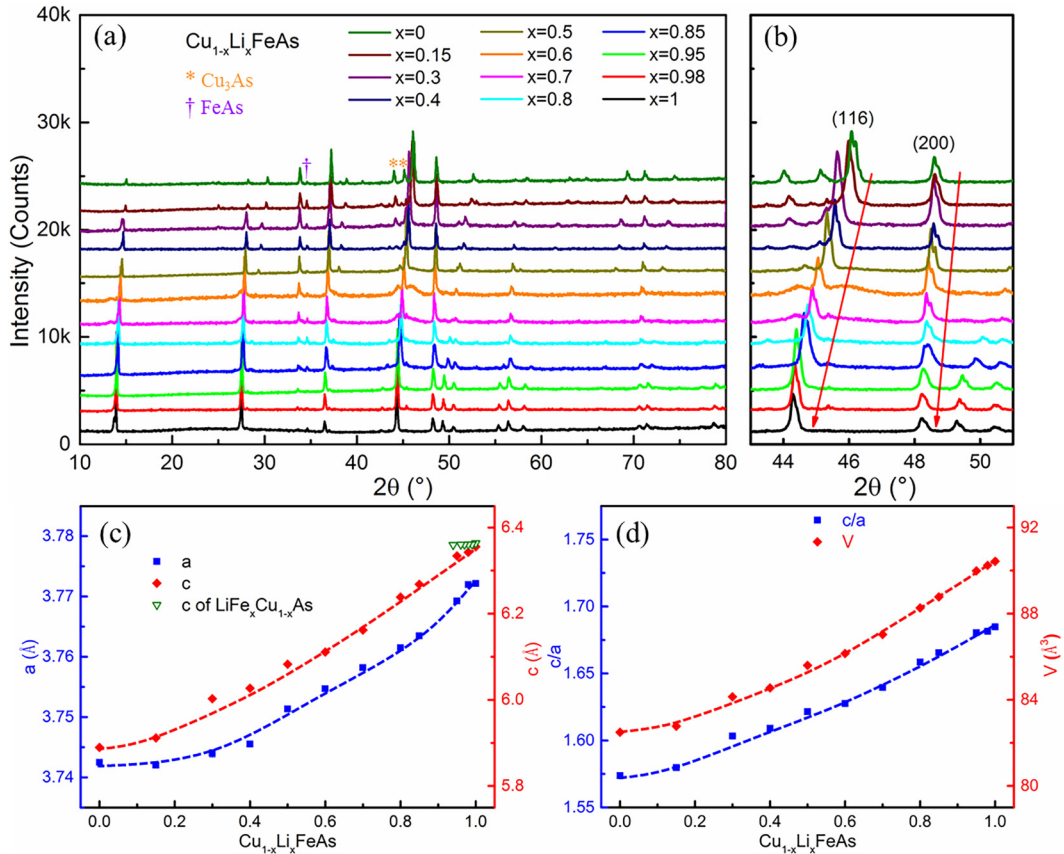 (a)
Cu₁₋ₓLiₓFeAs
* Cu₃As
† FeAs
x=0
x=0.15
x=0.3
x=0.4
x=0.5
x=0.6
x=0.7
x=0.8
x=0.85
x=0.95
x=0.98
x=1
†
**
40k
30k
20k
10k
0
Intensity (Counts)
10 20 30 40 50 60 70 80
2θ (°)
(b)
(116)
(200)
44 46 48 50
2θ (°)
(c)
a
c
c of LiFeₓCu₁₋ₓAs
3.78
3.77
3.76
3.75
3.74
a (Å)
6.4
6.2
6.0
5.8
c (Å)
0.0 0.2 0.4 0.6 0.8 1.0
Cu₁₋ₓLiₓFeAs
(d)
c/a
V
1.75
1.70
1.65
1.60
1.55
c/a
92
88
84
80
V (Å³)
0.0 0.2 0.4 0.6 0.8 1.0
Cu₁₋ₓLiₓFeAs